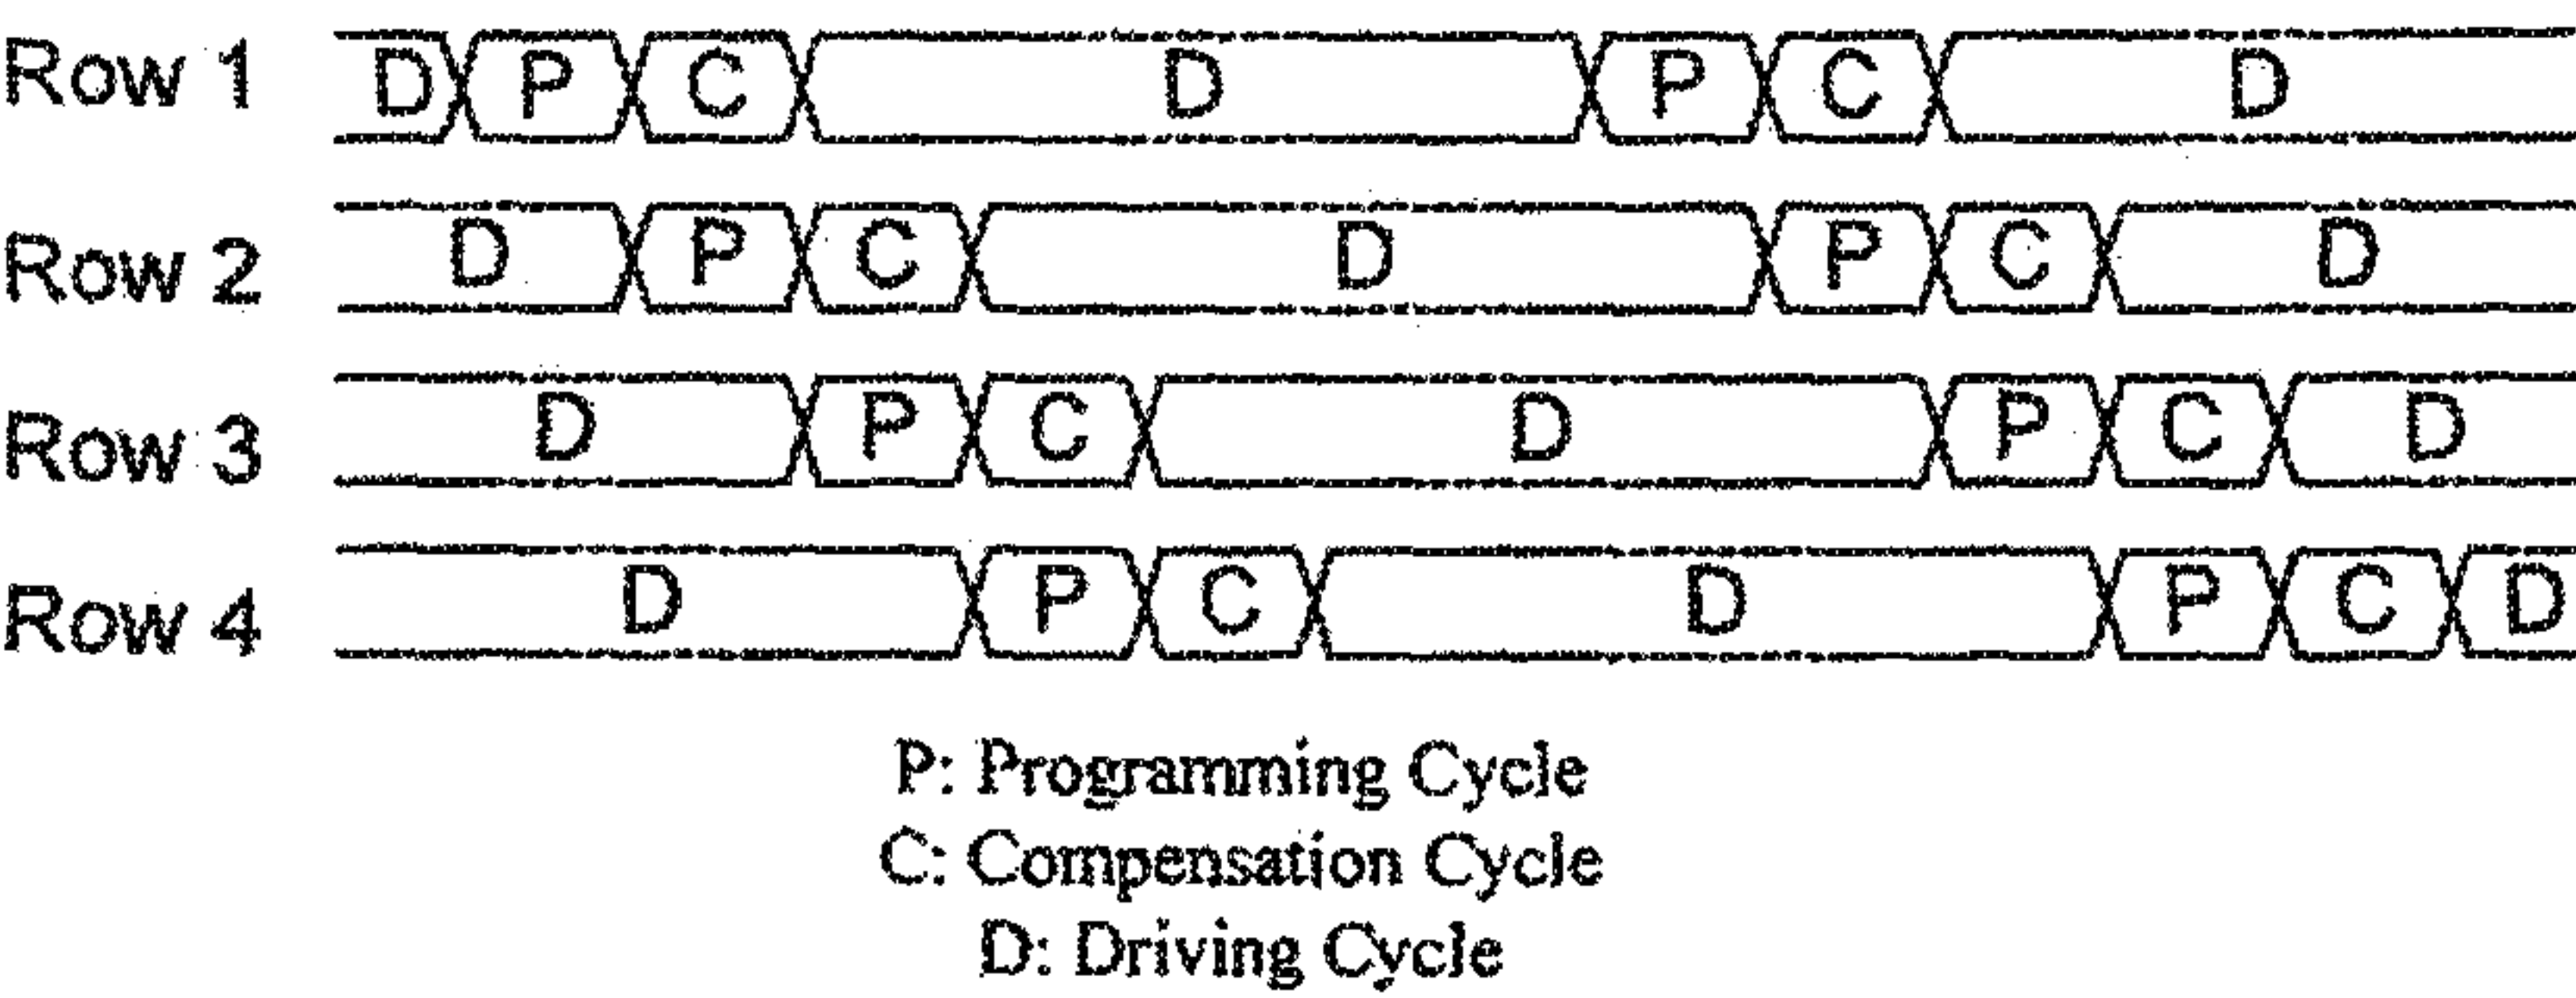 Row 1 D P C D P C D
Row 2 D P C D P C D
Row 3 D P C D P C D
Row 4 D P C D P C D
P: Programming Cycle
C: Compensation Cycle
D: Driving Cycle